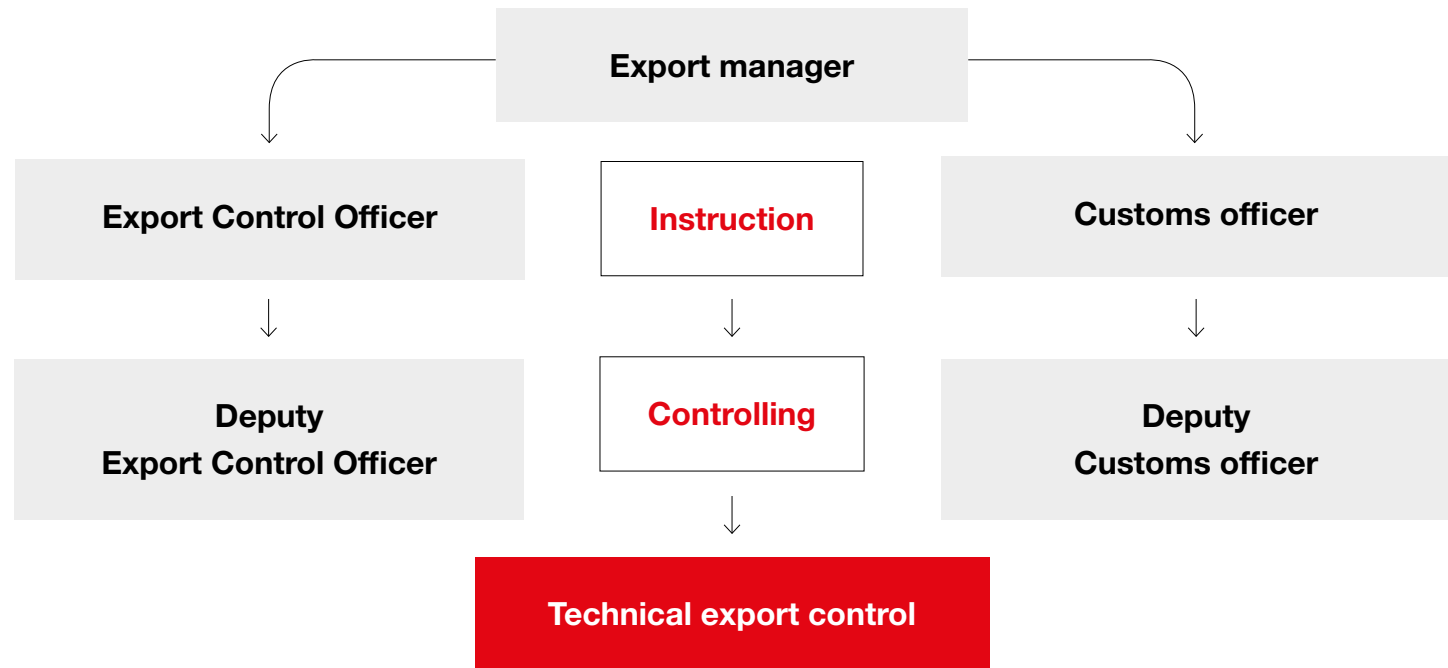 Export manager
Export Control Officer
Instruction
Customs officer
Deputy
Export Control Officer
Controlling
Deputy
Customs officer
Technical export control